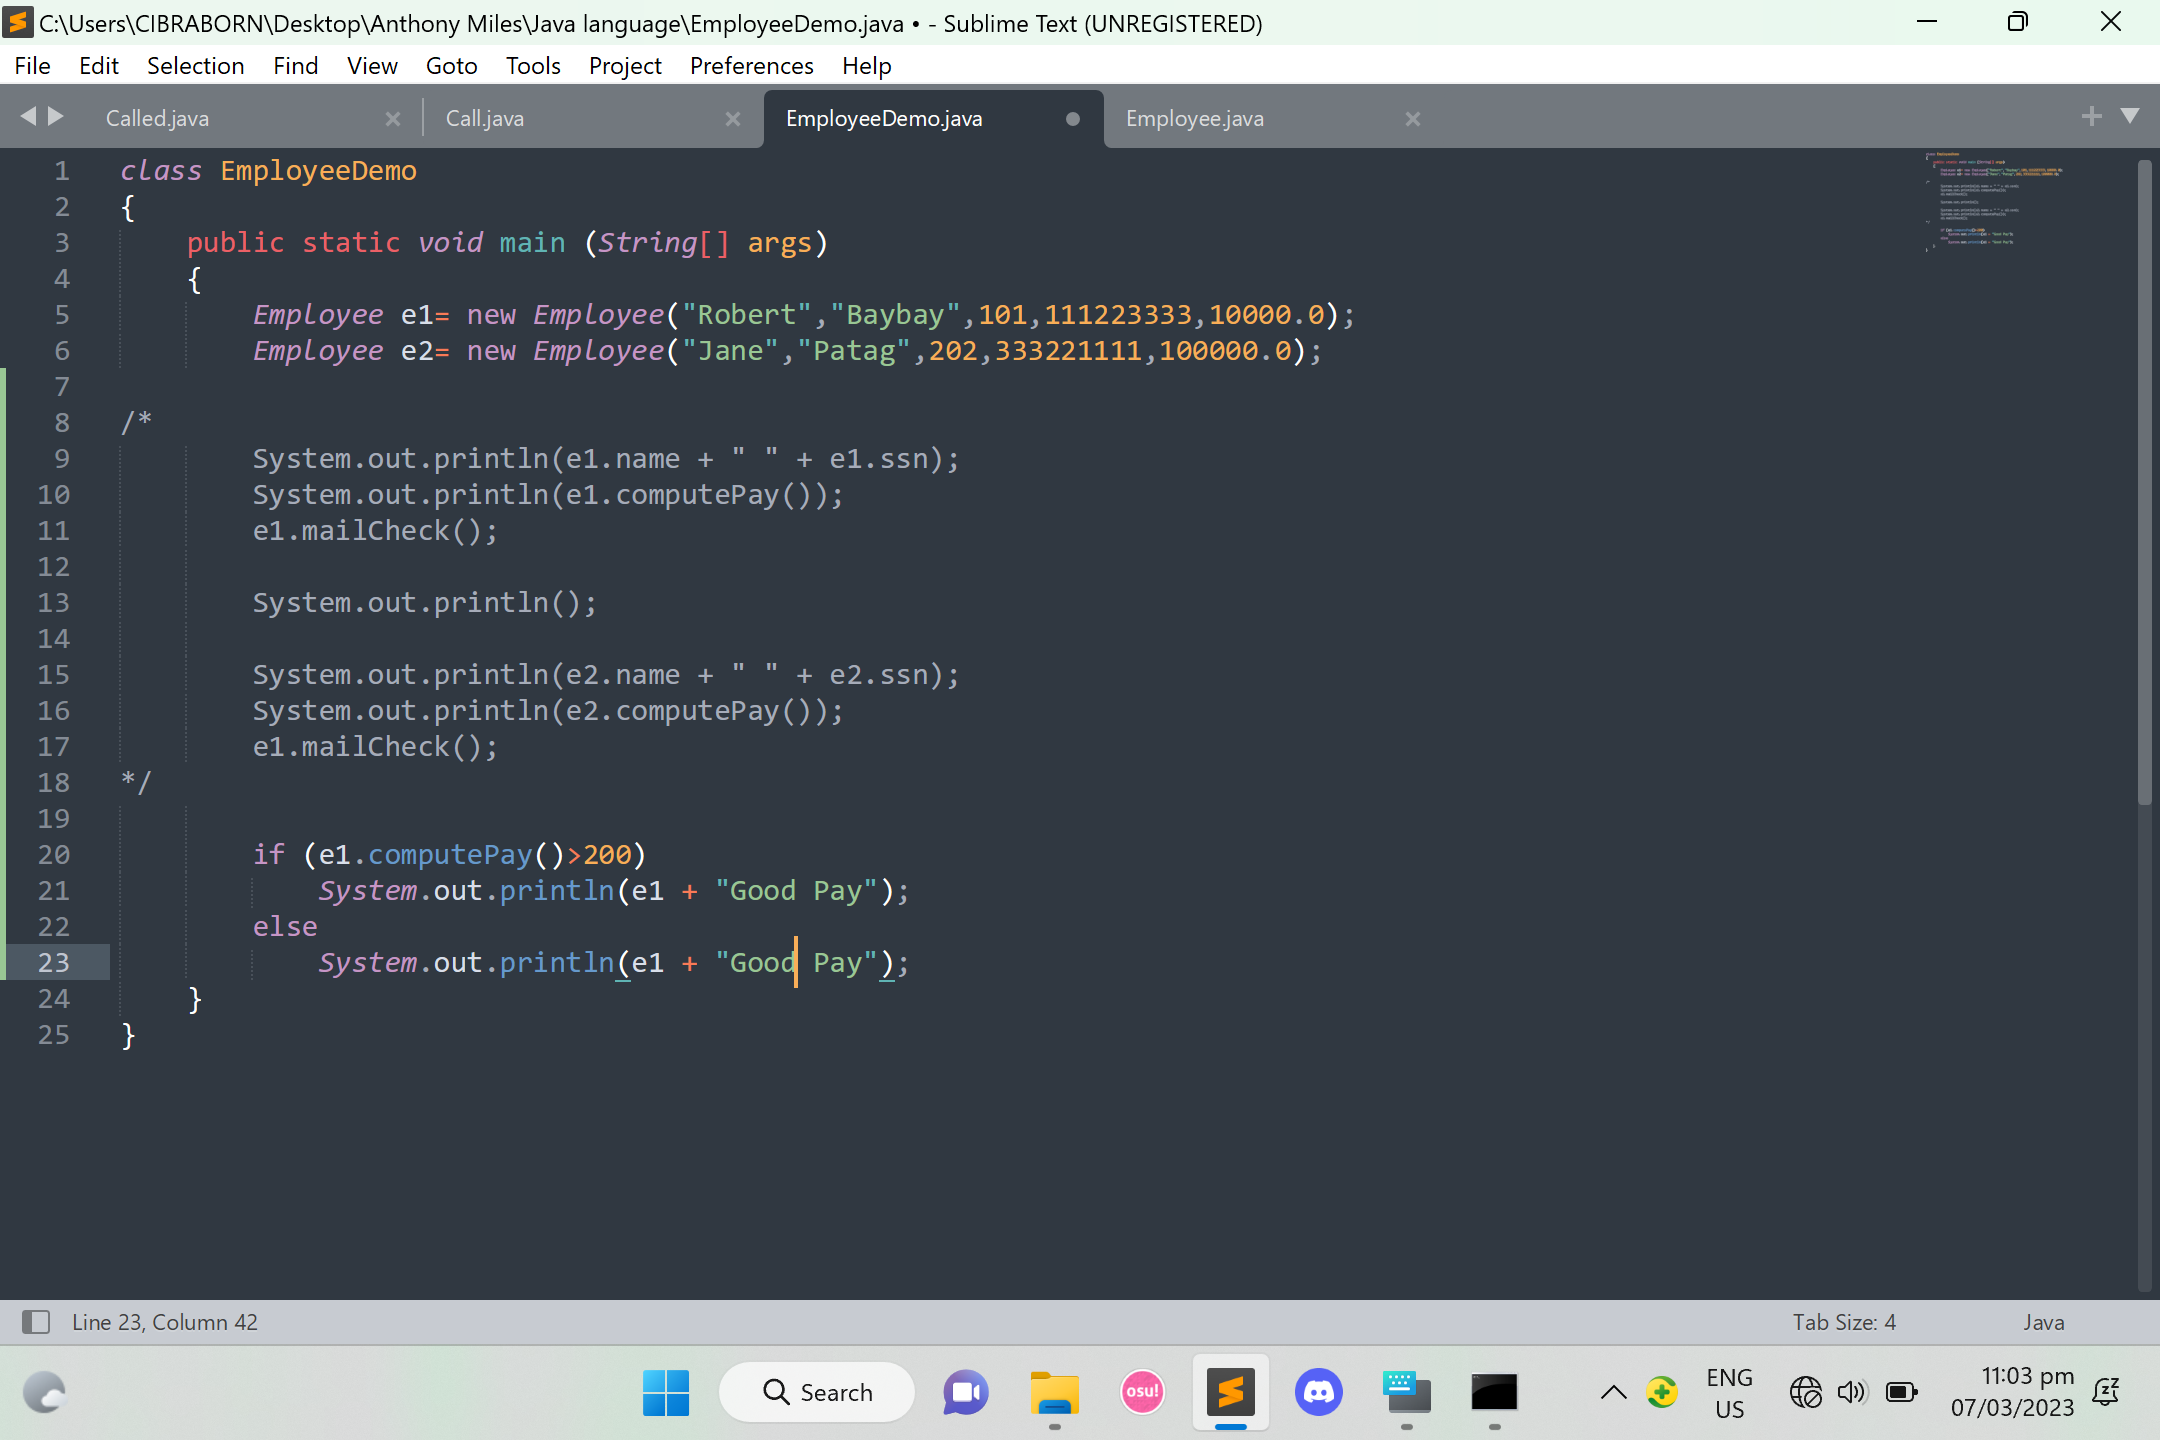 C:\Users\CIBRABORN\Desktop\Anthony Miles\Java language\EmployeeDemo.java • - Sublime Text (UNREGISTERED)
File Edit Selection Find View Goto Tools Project Preferences Help
Called.java Call.java EmployeeDemo.java Employee.java
1 class EmployeeDemo
2 {
3 public static void main (String[] args)
4 {
5 Employee e1= new Employee("Robert","Baybay",101,111223333,10000.0);
6 Employee e2= new Employee("Jane","Patag",202,333221111,100000.0);
7
8 /*
9 System.out.println(e1.name + " " + e1.ssn);
10 System.out.println(e1.computePay());
11 e1.mailCheck();
12
13 System.out.println();
14
15 System.out.println(e2.name + " " + e2.ssn);
16 System.out.println(e2.computePay());
17 e1.mailCheck();
18 */
19
20 if (e1.computePay()>200)
21 System.out.println(e1 + "Good Pay");
22 else
23 System.out.println(e1 + "Good Pay");
24 }
25 }
Line 23, Column 42 Tab Size: 4 Java
Search osu! ENG US 11:03 pm 07/03/2023